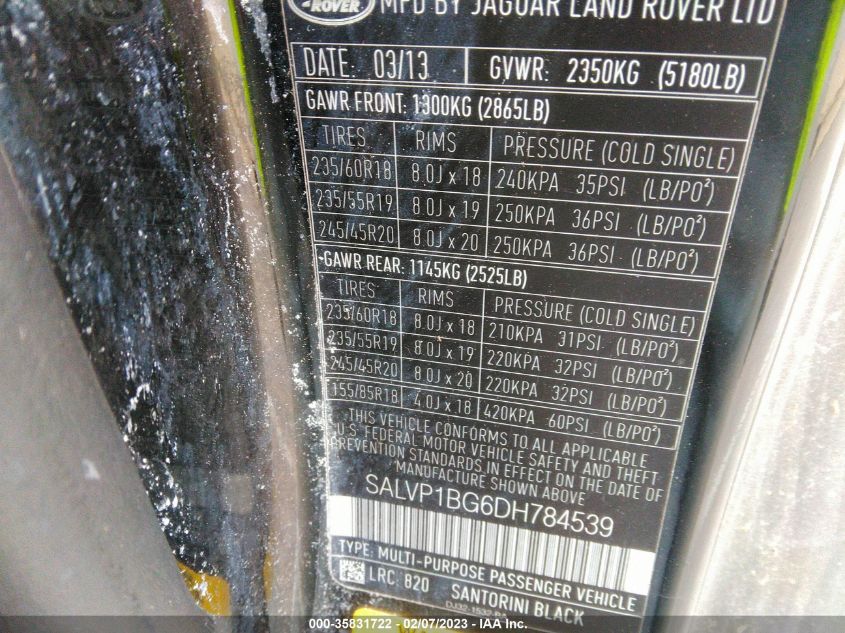 ROVER
MFD BY JAGUAR LAND ROVER LTD
DATE: 03/13 GVWR: 2350KG (5180LB)
GAWR FRONT: 1300KG (2865LB)
TIRES RIMS PRESSURE (COLD SINGLE)
235/60R18 8.0J x 18 240KPA 35PSI (LB/PO²)
235/55R19 8.0J x 19 250KPA 36PSI (LB/PO²)
245/45R20 8.0J x 20 250KPA 36PSI (LB/PO²)
GAWR REAR: 1145KG (2525LB)
TIRES RIMS PRESSURE (COLD SINGLE)
235/60R18 8.0J x 18 210KPA 31PSI (LB/PO²)
235/55R19 8.0J x 19 220KPA 32PSI (LB/PO²)
245/45R20 8.0J x 20 220KPA 32PSI (LB/PO²)
155/85R18 4.0J x 18 420KPA 60PSI (LB/PO²)
THIS VEHICLE CONFORMS TO ALL APPLICABLE
U.S. FEDERAL MOTOR VEHICLE SAFETY AND THEFT
PREVENTION STANDARDS IN EFFECT ON THE DATE OF
MANUFACTURE SHOWN ABOVE
SALVP1BG6DH784539
TYPE: MULTI-PURPOSE PASSENGER VEHICLE
LRC 820 SANTORINI BLACK
000-35831722 - 02/07/2023 - IAA Inc.